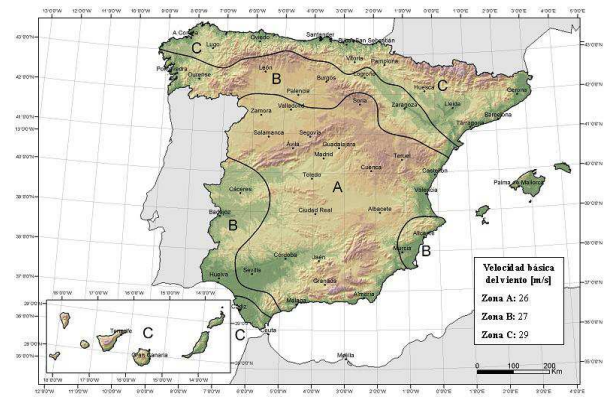 A Coruña
Lugo
Oviedo
Santander
San Sebastián
C
Vitoria
Pamplona
Pontevedra
Ourense
León
Burgos
Logroño
B
Huesca
C
Girona
Palencia
Zaragoza
Lleida
Barcelona
Zamora
Valladolid
Soria
Tarragona
Salamanca
Segovia
Ávila
Guadalajara
Madrid
Teruel
Cuenca
Castellón
Toledo
Palma de Mallorca
Cáceres
A
Valencia
Badajoz
B
Ciudad Real
Albacete
Alicante
Murcia
B
Córdoba
Jaén
Huelva
Sevilla
Granada
Almería
Málaga
Cádiz
C
Ceuta
Melilla
C
Tenerife
Gran Canaria
Velocidad básica
del viento [m/s]
Zona A: 26
Zona B: 27
Zona C: 29
0 100 200
Km